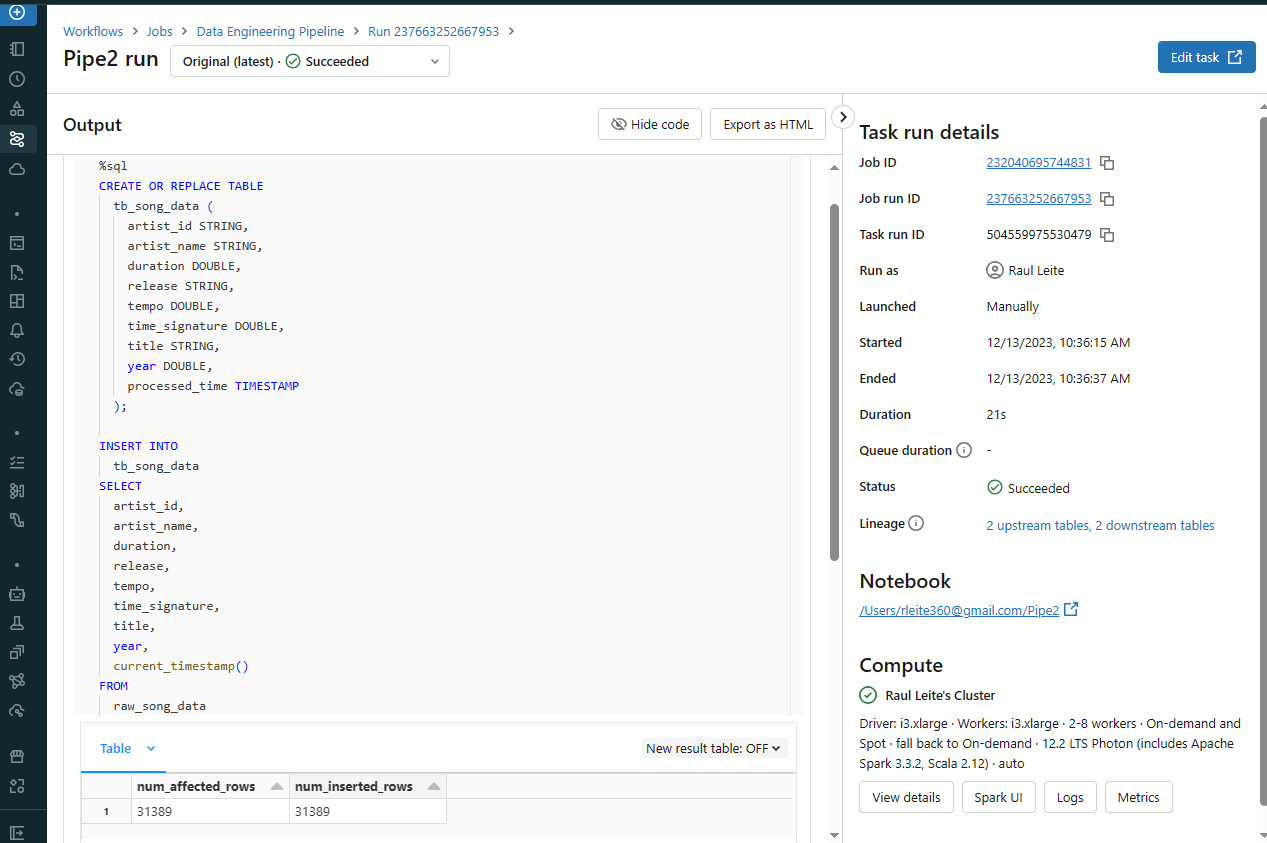 Workflows > Jobs > Data Engineering Pipeline > Run 237663252667953 >
Pipe2 run
Original (latest) · Succeeded
Edit task
Output
Hide code
Export as HTML
%sql
CREATE OR REPLACE TABLE
tb_song_data (
artist_id STRING,
artist_name STRING,
duration DOUBLE,
release STRING,
tempo DOUBLE,
time_signature DOUBLE,
title STRING,
year DOUBLE,
processed_time TIMESTAMP
);
INSERT INTO
tb_song_data
SELECT
artist_id,
artist_name,
duration,
release,
tempo,
time_signature,
title,
year,
current_timestamp()
FROM
raw_song_data
Table
New result table: OFF
num_affected_rows num_inserted_rows
1 31389 31389
Task run details
Job ID 232040695744831
Job run ID 237663252667953
Task run ID 504559975530479
Run as Raul Leite
Launched Manually
Started 12/13/2023, 10:36:15 AM
Ended 12/13/2023, 10:36:37 AM
Duration 21s
Queue duration -
Status Succeeded
Lineage 2 upstream tables, 2 downstream tables
Notebook
/Users/rleite360@gmail.com/Pipe2
Compute
Raul Leite's Cluster
Driver: i3.xlarge · Workers: i3.xlarge · 2-8 workers · On-demand and
Spot · fall back to On-demand · 12.2 LTS Photon (includes Apache
Spark 3.3.2, Scala 2.12) · auto
View details
Spark UI
Logs
Metrics